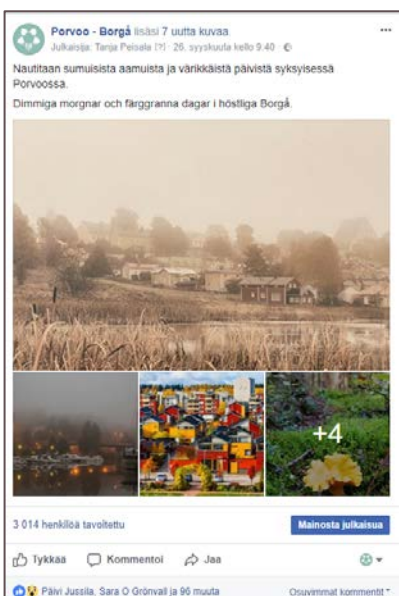 Porvoo - Borgå lisäsi 7 uutta kuvaa
Julkaisija: Tanja Peisala [?] · 26. syyskuuta kello 9:40 ·
Nautitaan sumuisista aamuista ja värikkäistä päivistä syksyisessä
Porvoossa.
Dimmiga morgnar och färggranna dagar i höstliga Borgå.
+4
3 014 henkilöä tavoitettu
Mainosta julkaisua
Tykkää Kommentoi Jaa
Päivi Jussila, Sara O Grönvall ja 96 muuta
Osuvimmat kommentit